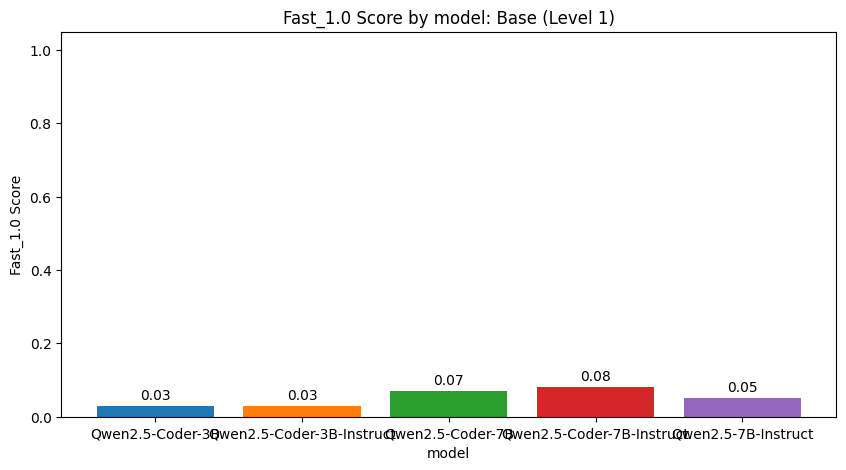 Fast_1.0 Score by model: Base (Level 1)
1.0
0.8
0.6
0.4
0.2
0.0
Fast_1.0 Score
0.03
0.03
0.07
0.08
0.05
Qwen2.5-Coder-3B
Qwen2.5-Coder-3B-Instruct
Qwen2.5-Coder-7B
Qwen2.5-Coder-7B-Instruct
Qwen2.5-7B-Instruct
model